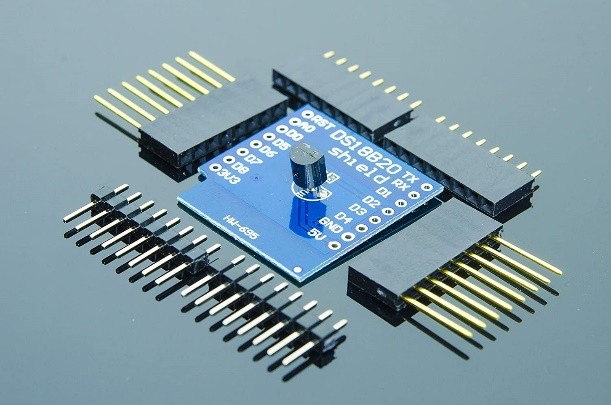 DS18B20
shield
RST
A0
D0
D5
D6
D7
D8
3V3
TX
RX
D1
D2
D3
D4
GND
5V
HW-695